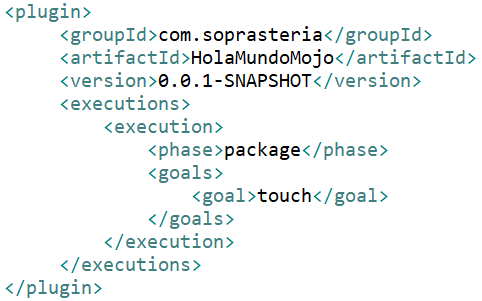 <plugin>
<groupId>com.soprasteria</groupId>
<artifactId>HolaMundoMojo</artifactId>
<version>0.0.1-SNAPSHOT</version>
<executions>
<execution>
<phase>package</phase>
<goals>
<goal>touch</goal>
</goals>
</execution>
</executions>
</plugin>